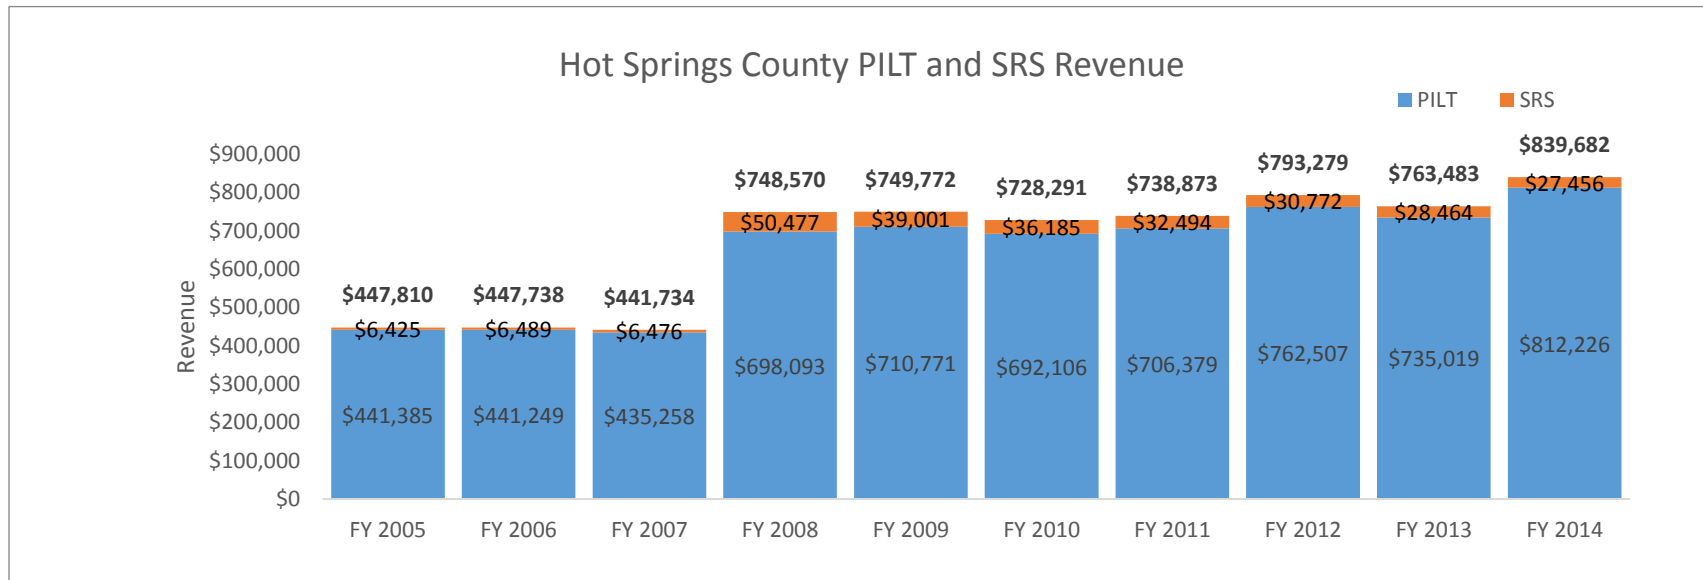 Hot Springs County PILT and SRS Revenue
PILT SRS
$900,000
$800,000
$700,000
$600,000
$500,000
$400,000
$300,000
$200,000
$100,000
$0
Revenue
$447,810 $447,738 $441,734 $748,570 $749,772 $728,291 $738,873 $793,279 $763,483 $839,682
$6,425 $6,489 $6,476 $50,477 $39,001 $36,185 $32,494 $30,772 $28,464 $27,456
$441,385 $441,249 $435,258 $698,093 $710,771 $692,106 $706,379 $762,507 $735,019 $812,226
FY 2005 FY 2006 FY 2007 FY 2008 FY 2009 FY 2010 FY 2011 FY 2012 FY 2013 FY 2014